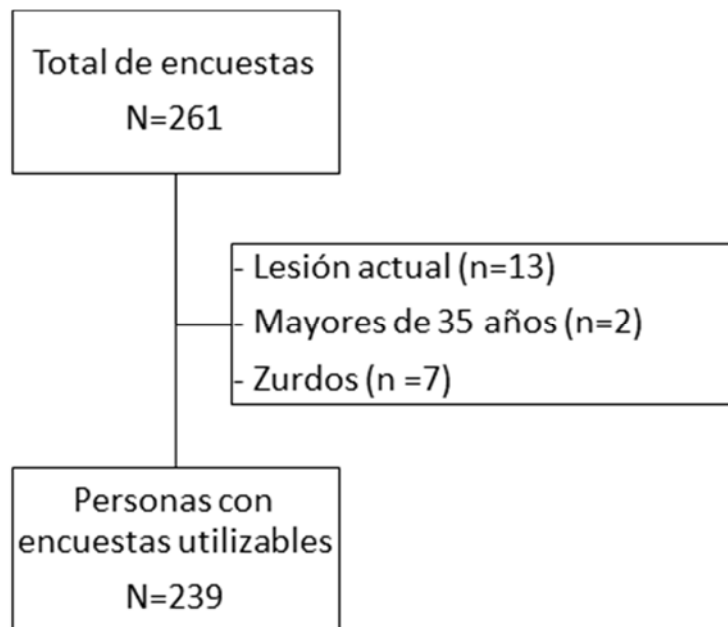 Total de encuestas
N=261
- Lesión actual (n=13)
- Mayores de 35 años (n=2)
- Zurdos (n =7)
Personas con
encuestas utilizables
N=239